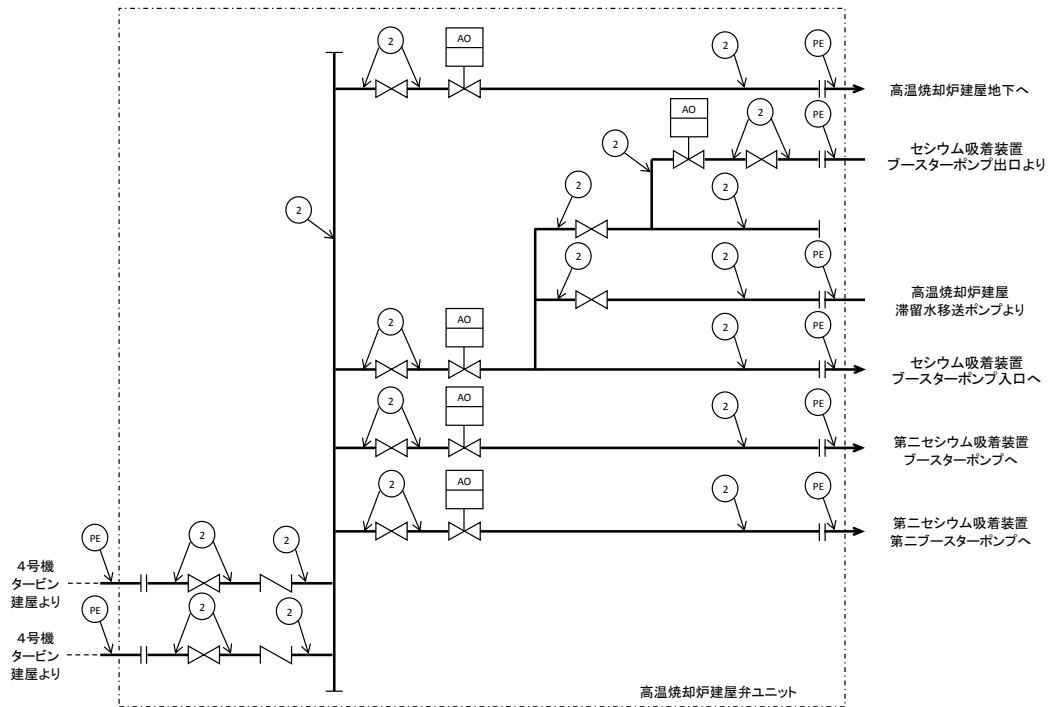 2
AO
2
PE
高温焼却炉建屋地下へ
AO
2
PE
2
セシウム吸着装置
ブースターポンプ出口より
2
2
2
2
2
PE
高温焼却炉建屋
滞留水移送ポンプより
2
AO
2
PE
セシウム吸着装置
ブースターポンプ入口へ
2
AO
2
PE
第二セシウム吸着装置
ブースターポンプへ
2
AO
2
PE
第二セシウム吸着装置
第二ブースターポンプへ
PE
2
2
4号機
タービン
建屋より
PE
2
2
4号機
タービン
建屋より
高温焼却炉建屋弁ユニット